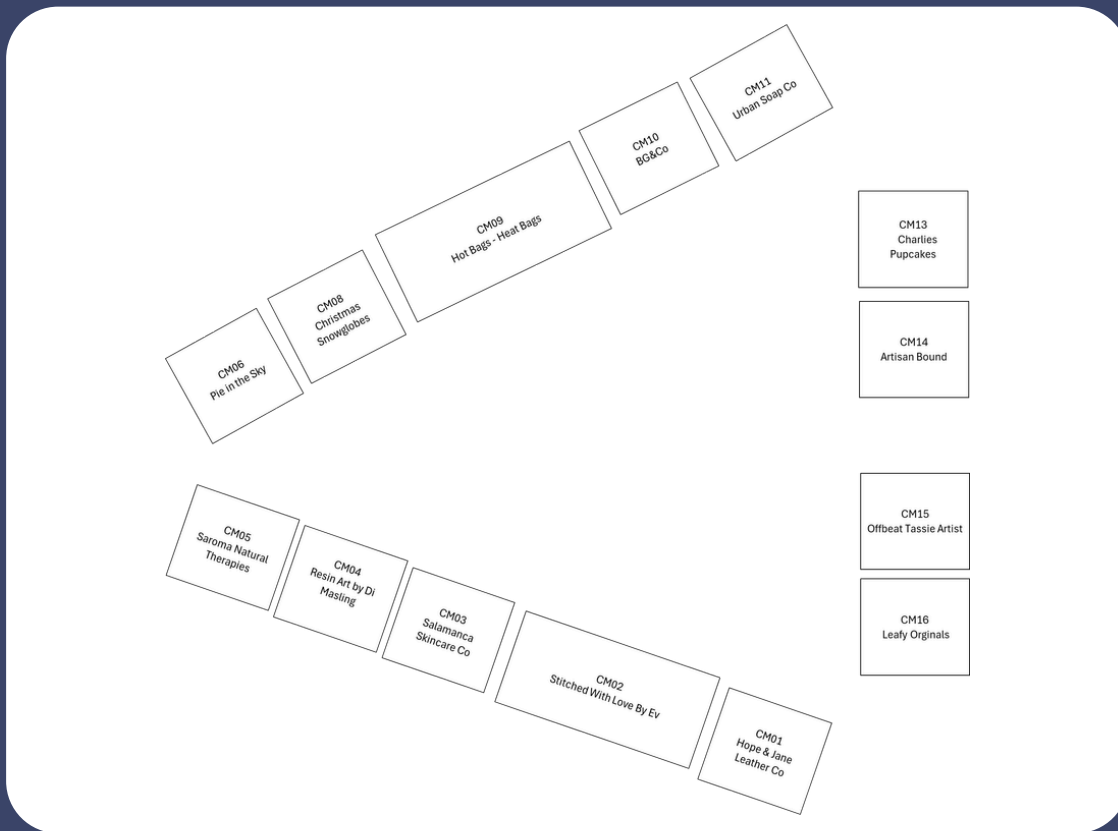 CM11
Urban Soap Co
CM10
BG&Co
CM09
Hot Bags - Heat Bags
CM08
Christmas
Snowglobes
CM06
Pie in the Sky
CM13
Charlies
Pupcakes
CM14
Artisan Bound
CM15
Offbeat Tassie Artist
CM16
Leafy Orginals
CM05
Saroma Natural
Therapies
CM04
Resin Art by Di
Masling
CM03
Salamanca
Skincare Co
CM02
Stitched With Love By Ev
CM01
Hope & Jane
Leather Co